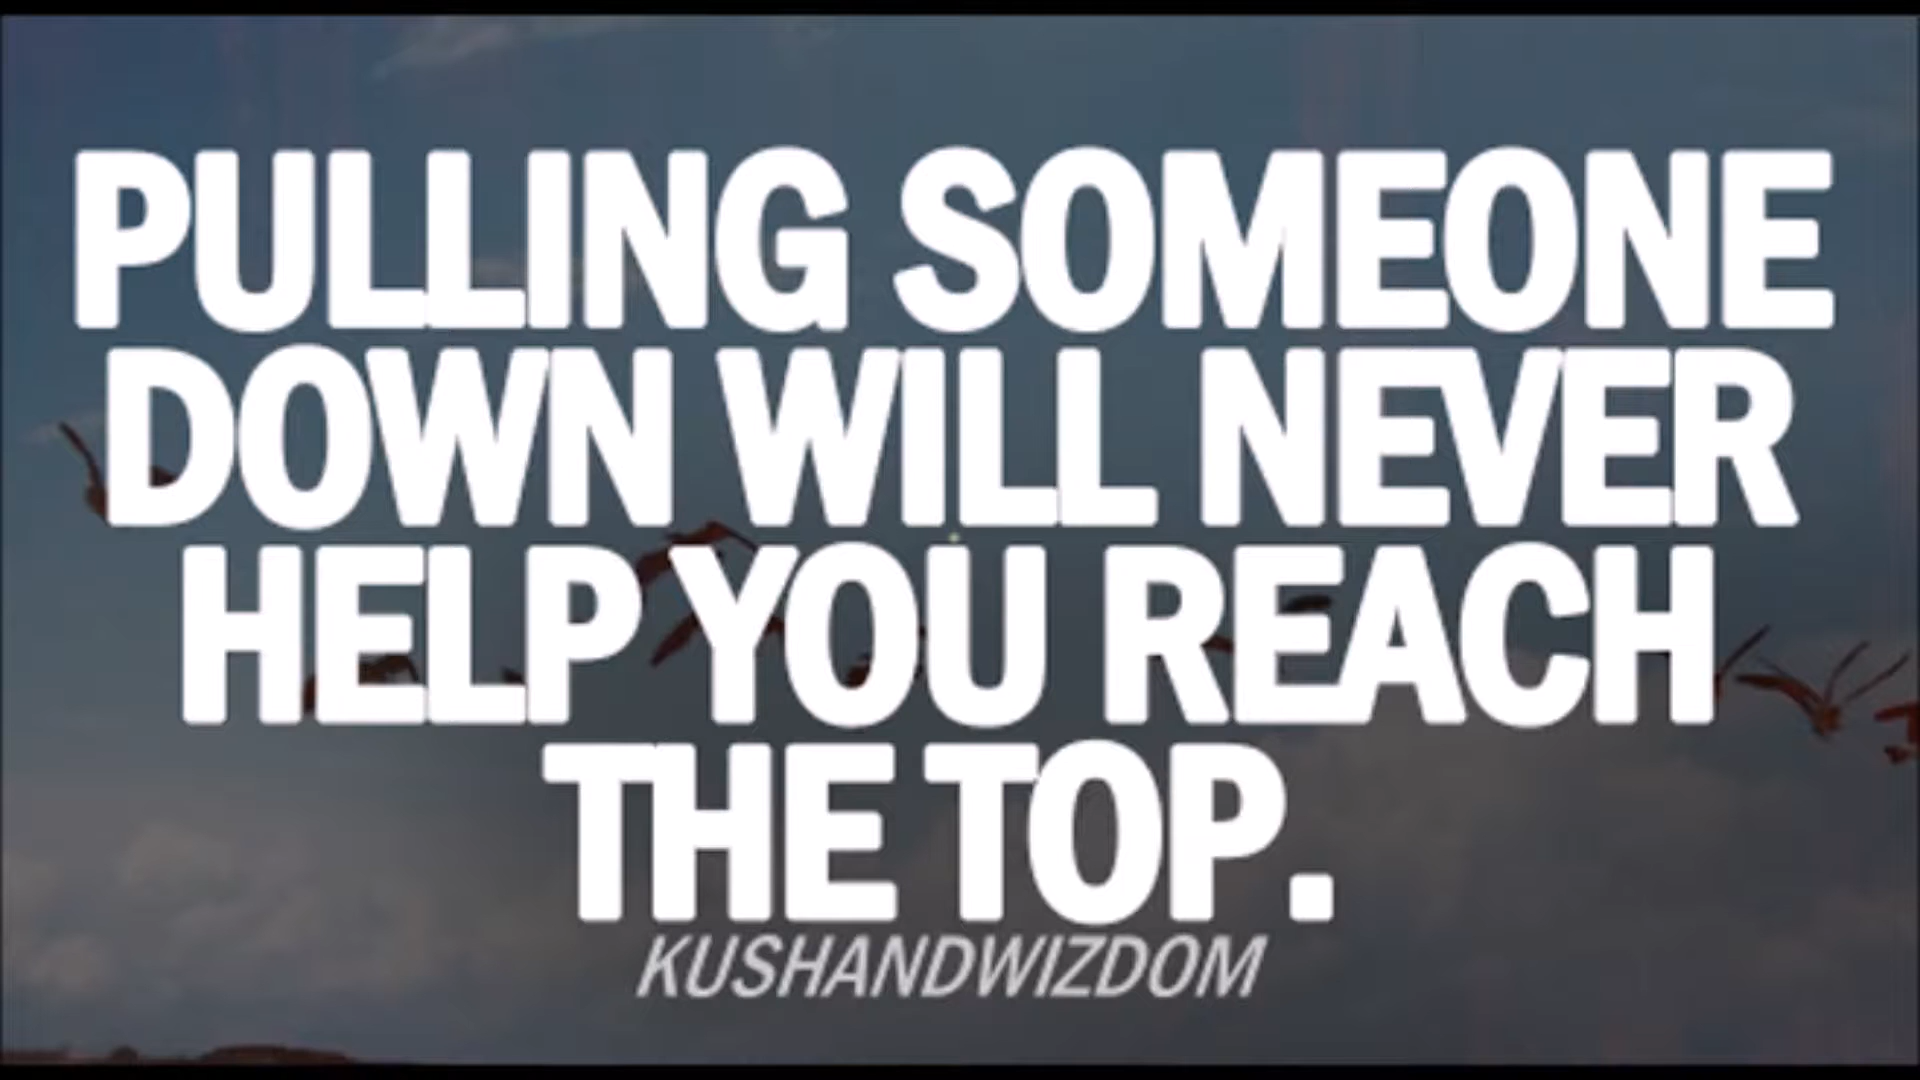 PULLING SOMEONE
DOWN WILL NEVER
HELP YOU REACH
THE TOP.
KUSHANDWIZDOM